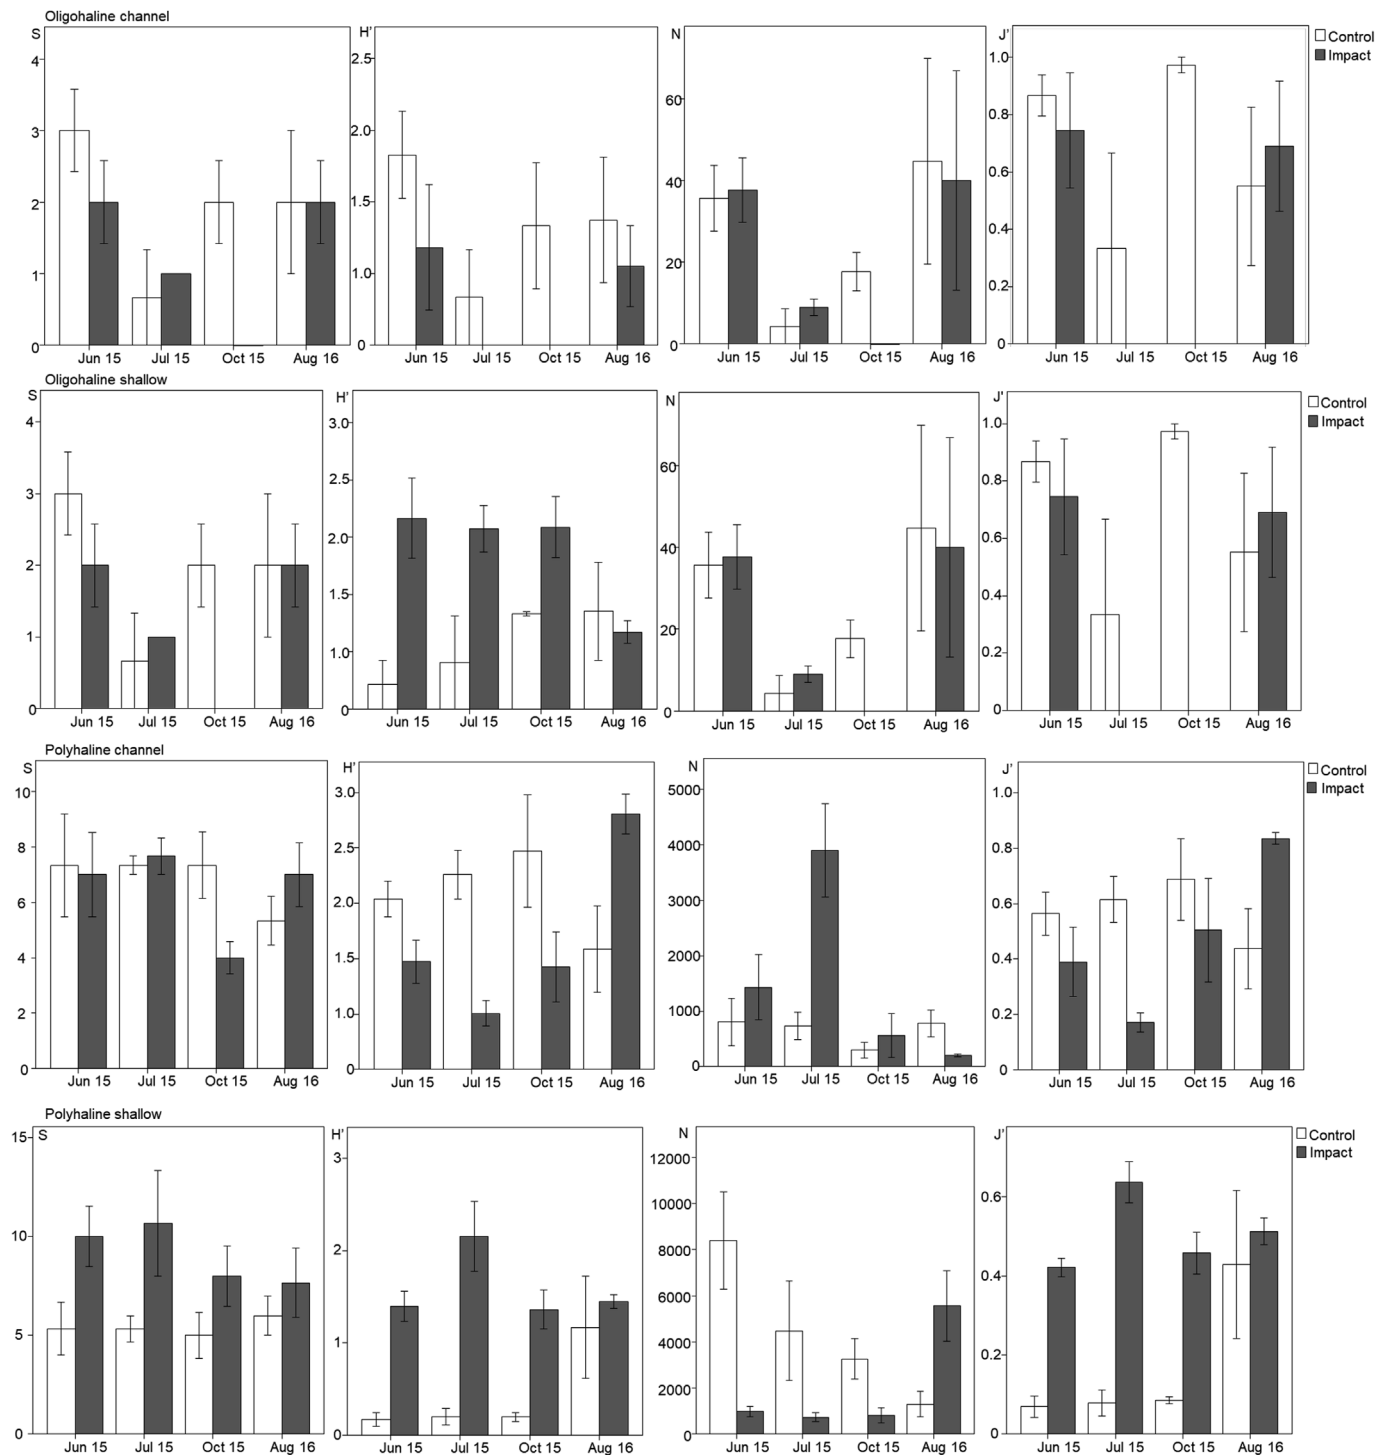 Oligohaline channel
S
4
3
2
1
0
Jun 15
Jul 15
Oct 15
Aug 16
H'
2.5
2.0
1.5
1.0
0
Jun 15
Jul 15
Oct 15
Aug 16
N
60
40
20
0
Jun 15
Jul 15
Oct 15
Aug 16
J'
1.0
0.8
0.6
0.4
0.2
0
Jun 15
Jul 15
Oct 15
Aug 16
Control
Impact
Oligohaline shallow
S
4
3
2
1
0
Jun 15
Jul 15
Oct 15
Aug 16
H'
3.0
2.5
2.0
1.5
1.0
0
Jun 15
Jul 15
Oct 15
Aug 16
N
60
40
20
0
Jun 15
Jul 15
Oct 15
Aug 16
J'
1.0
0.8
0.6
0.4
0.2
0
Jun 15
Jul 15
Oct 15
Aug 16
Control
Impact
Polyhaline channel
S
10
8
6
4
2
0
Jun 15
Jul 15
Oct 15
Aug 16
H'
3.0
2.5
2.0
1.5
1.0
0
Jun 15
Jul 15
Oct 15
Aug 16
N
5000
4000
3000
2000
1000
0
Jun 15
Jul 15
Oct 15
Aug 16
J'
1.0
0.8
0.6
0.4
0.2
0
Jun 15
Jul 15
Oct 15
Aug 16
Control
Impact
Polyhaline shallow
S
15
10
5
0
Jun 15
Jul 15
Oct 15
Aug 16
H'
3
2
1
0
Jun 15
Jul 15
Oct 15
Aug 16
N
12000
10000
8000
6000
4000
2000
0
Jun 15
Jul 15
Oct 15
Aug 16
J'
0.6
0.4
0.2
0
Jun 15
Jul 15
Oct 15
Aug 16
Control
Impact